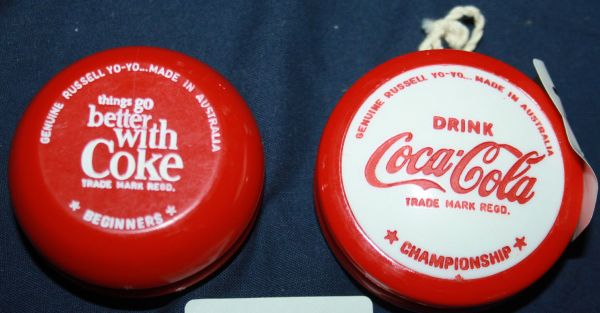 GENUINE RUSSELL YO-YO...MADE IN AUSTRALIA
things go
better
with
Coke
TRADE MARK REGD.
★ BEGINNERS ★
GENUINE RUSSELL YO-YO...MADE IN AUSTRALIA
DRINK
Coca-Cola
TRADE MARK REGD.
★ CHAMPIONSHIP ★